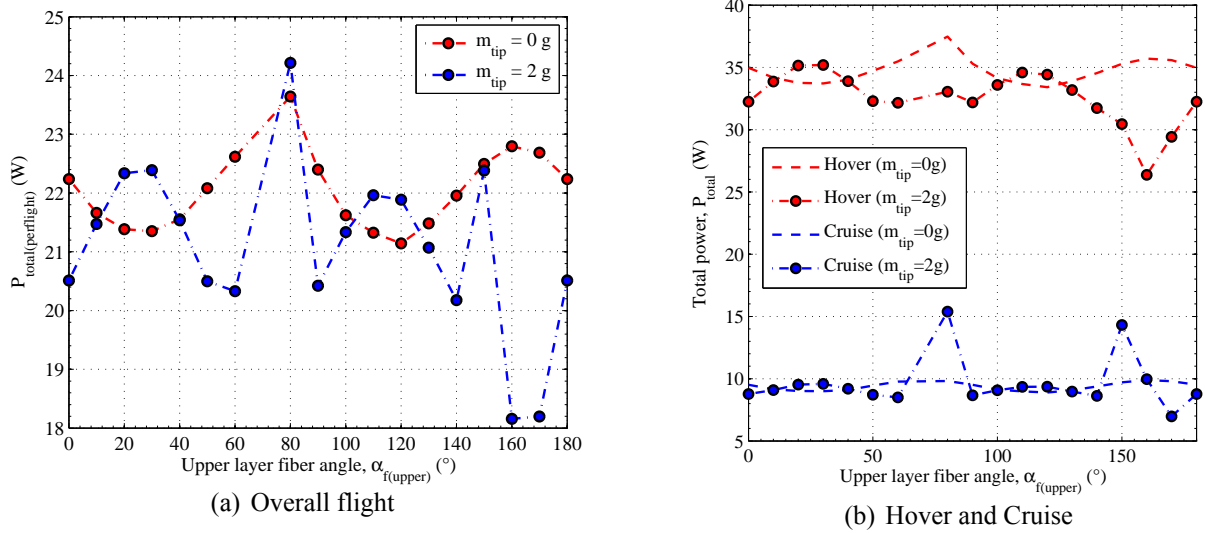 25
24
23
22
21
20
19
18
P_total(perflight) (W)
m_tip = 0 g
m_tip = 2 g
0 20 40 60 80 100 120 140 160 180
Upper layer fiber angle, α_f(upper) (°)
(a) Overall flight
40
35
30
25
20
15
10
5
Total power, P_total (W)
Hover (m_tip=0g)
Hover (m_tip=2g)
Cruise (m_tip=0g)
Cruise (m_tip=2g)
0 50 100 150
Upper layer fiber angle, α_f(upper) (°)
(b) Hover and Cruise